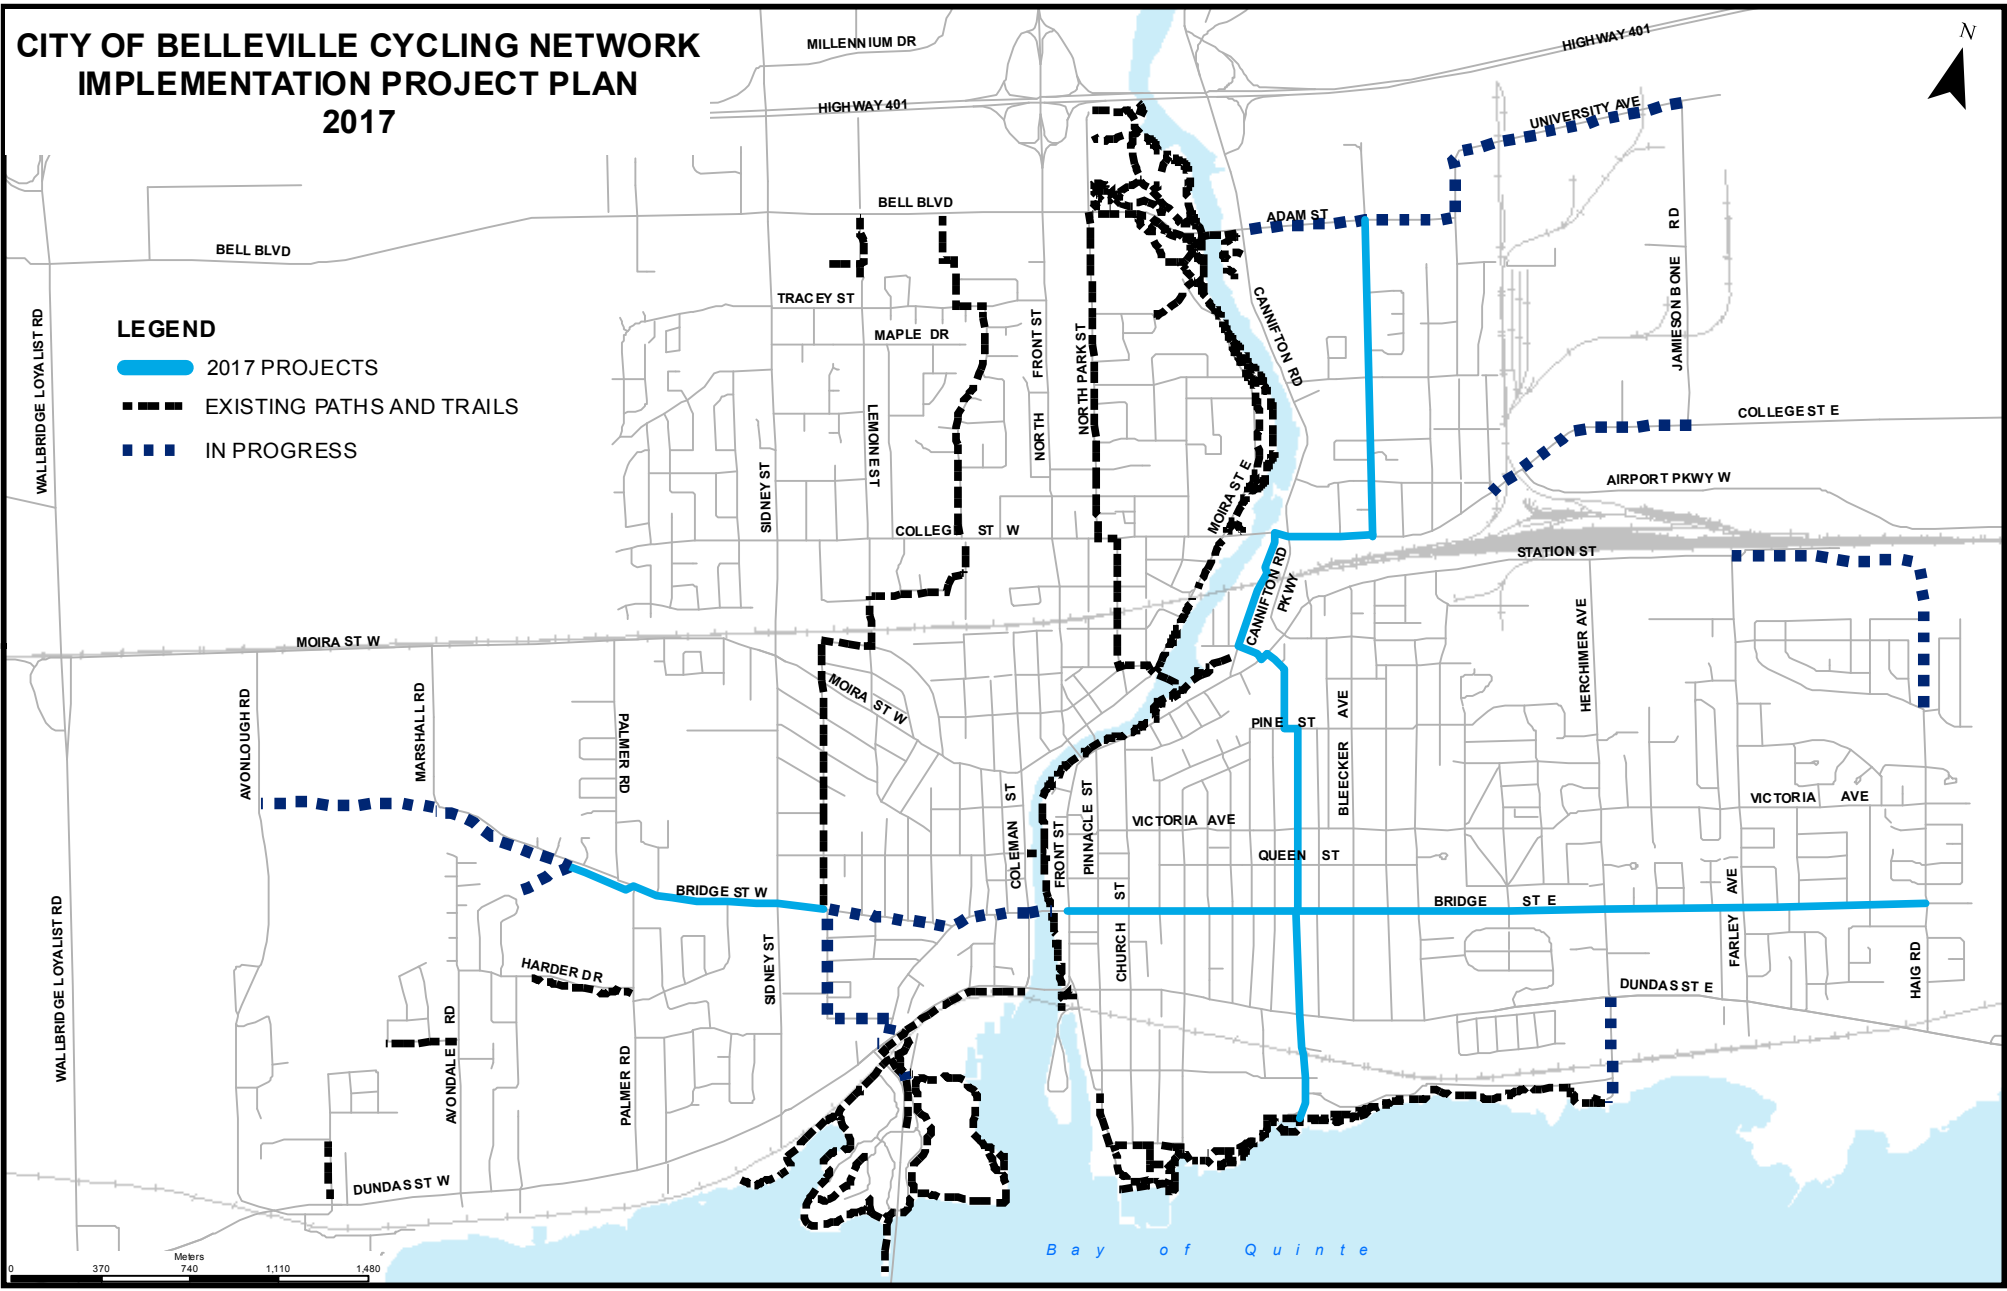 CITY OF BELLEVILLE CYCLING NETWORK
IMPLEMENTATION PROJECT PLAN
2017
N
MILLENNIUM DR
HIGHWAY 401
HIGHWAY 401
UNIVERSITY AVE
BELL BLVD
BELL BLVD
ADAM ST
JAMIESON BONE RD
TRACEY ST
MAPLE DR
CANNIFTON RD
WALLBRIDGE LOYALIST RD
NORTH FRONT ST
NORTH PARK ST
LEGEND
2017 PROJECTS
EXISTING PATHS AND TRAILS
IN PROGRESS
LEMOINE ST
SIDNEY ST
COLLEGE ST E
AIRPORT PKWY W
MOIRA ST E
COLLEG ST W
STATION ST
CANNIFTON RD
PKWY
MOIRA ST W
HERCHIMER AVE
AVONLOUGH RD
MARSHALL RD
PALMER RD
MOIRA ST W
PINE ST
BLEECKER AVE
VICTORIA AVE
VICTORIA AVE
COLEMAN ST
FRONT ST
PINNACLE ST
QUEEN ST
BRIDGE ST W
BRIDGE ST E
CHURCH ST
FARLEY AVE
HAIG RD
WALLBRIDGE LOYALIST RD
SIDNEY ST
HARDER DR
DUNDAS ST E
AVONDALE RD
PALMER RD
DUNDAS ST W
Bay of Quinte
Meters
0 370 740 1,110 1,480